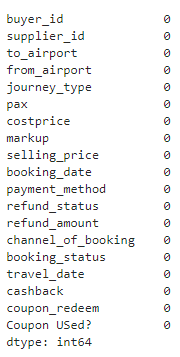 buyer_id 0
supplier_id 0
to_airport 0
from_airport 0
journey_type 0
pax 0
costprice 0
markup 0
selling_price 0
booking_date 0
payment_method 0
refund_status 0
refund_amount 0
channel_of_booking 0
booking_status 0
travel_date 0
cashback 0
coupon_redeem 0
Coupon USed? 0
dtype: int64